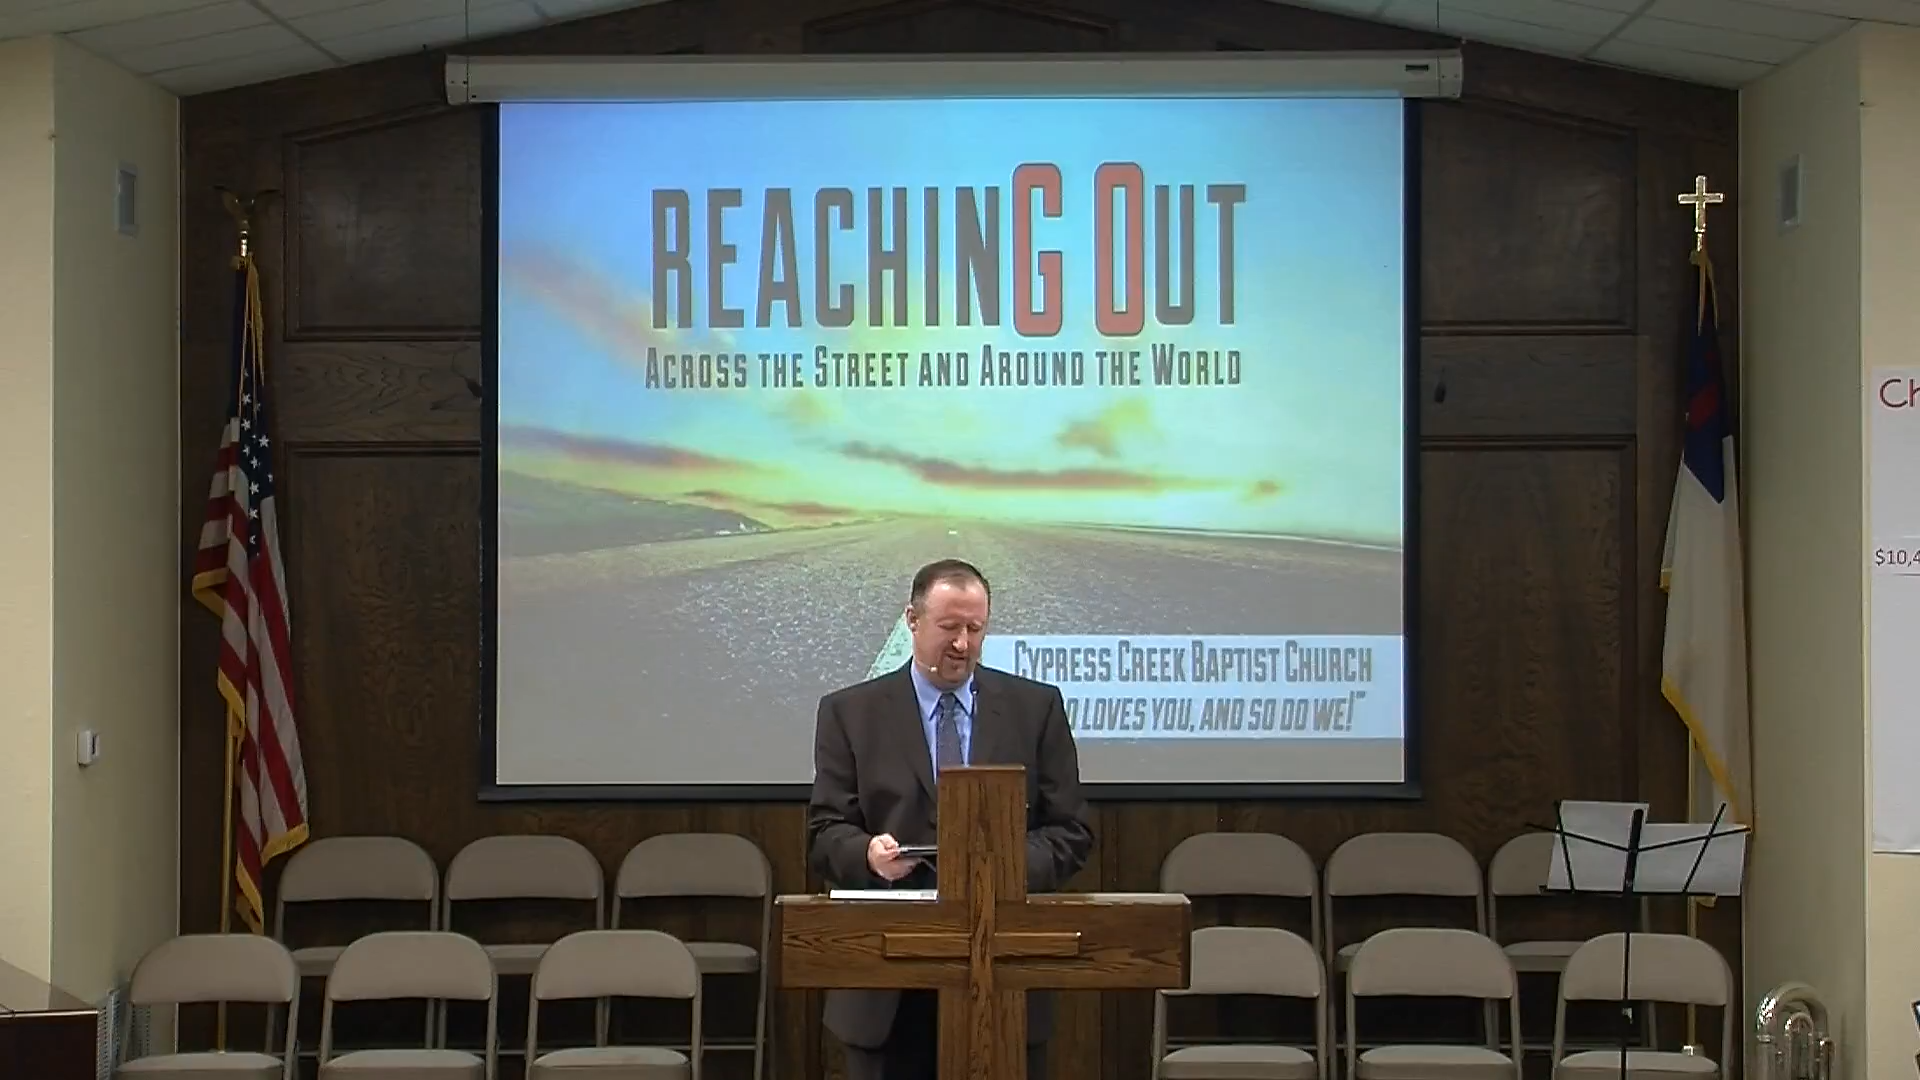 REACHING OUT
ACROSS THE STREET AND AROUND THE WORLD
CYPRESS CREEK BAPTIST CHURCH
LOVES YOU, AND SO DO WE!"
Ch
$10,4